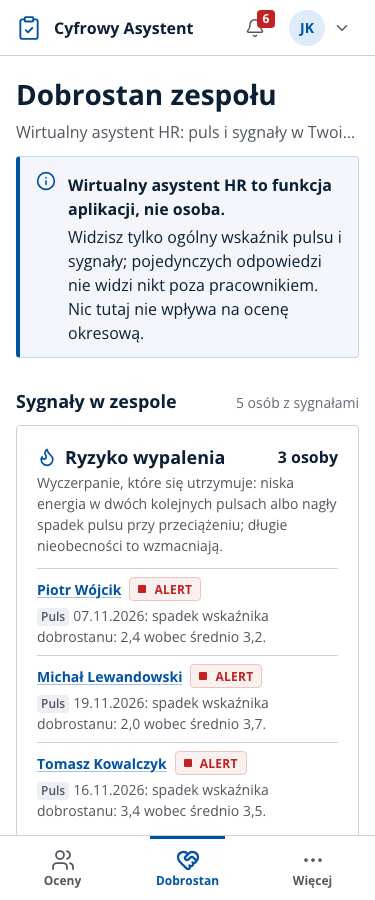 Cyfrowy Asystent
6
JK
Dobrostan zespołu
Wirtualny asystent HR: puls i sygnały w Twoi...
Wirtualny asystent HR to funkcja
aplikacji, nie osoba.
Widzisz tylko ogólny wskaźnik pulsu i
sygnały; pojedynczych odpowiedzi
nie widzi nikt poza pracownikiem.
Nic tutaj nie wpływa na ocenę
okresową.
Sygnały w zespole
5 osób z sygnałami
Ryzyko wypalenia
3 osoby
Wyczerpanie, które się utrzymuje: niska
energia w dwóch kolejnych pulsach albo nagły
spadek pulsu przy przeciążeniu; długie
nieobecności to wzmacniają.
Piotr Wójcik
ALERT
Puls 07.11.2026: spadek wskaźnika
dobrostanu: 2,4 wobec średnio 3,2.
Michał Lewandowski
ALERT
Puls 19.11.2026: spadek wskaźnika
dobrostanu: 2,0 wobec średnio 3,7.
Tomasz Kowalczyk
ALERT
Puls 16.11.2026: spadek wskaźnika
dobrostanu: 3,4 wobec średnio 3,5.
Oceny
Dobrostan
Więcej